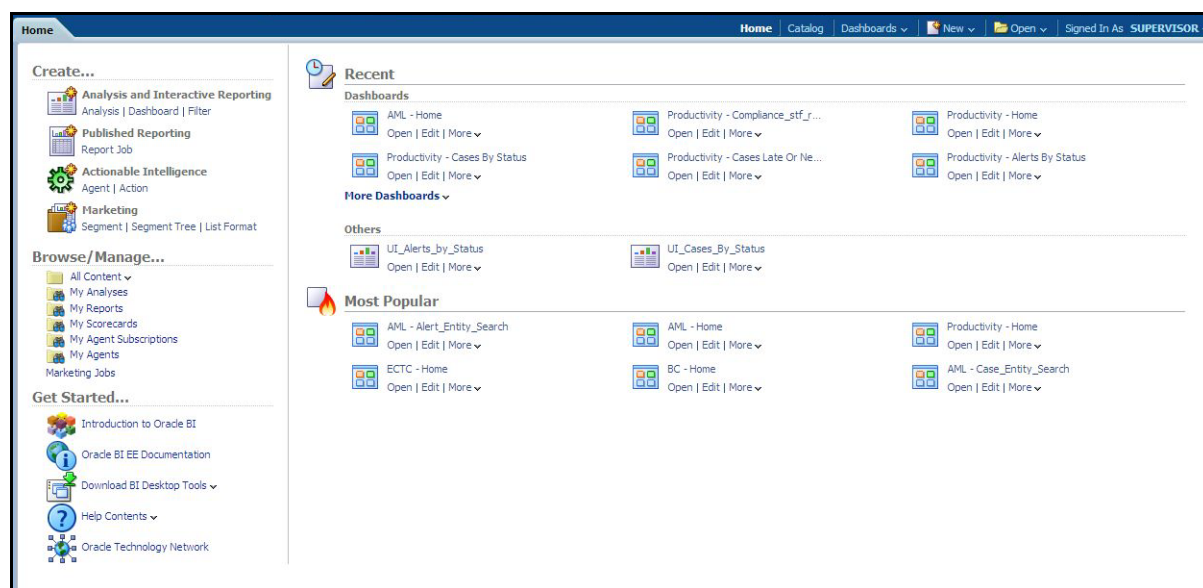 Home
Home Catalog Dashboards New Open Signed In As SUPERVISOR
Create...
Analysis and Interactive Reporting
Analysis | Dashboard | Filter
Published Reporting
Report Job
Actionable Intelligence
Agent | Action
Marketing
Segment | Segment Tree | List Format
Browse/Manage...
All Content
My Analyses
My Reports
My Scorecards
My Agent Subscriptions
My Agents
Marketing Jobs
Get Started...
Introduction to Oracle BI
Oracle BI EE Documentation
Download BI Desktop Tools
Help Contents
Oracle Technology Network
Recent
Dashboards
AML - Home
Open | Edit | More
Productivity - Compliance_stf_r...
Open | Edit | More
Productivity - Home
Open | Edit | More
Productivity - Cases By Status
Open | Edit | More
Productivity - Cases Late Or Ne...
Open | Edit | More
Productivity - Alerts By Status
Open | Edit | More
More Dashboards
Others
UI_Alerts_by_Status
Open | Edit | More
UI_Cases_By_Status
Open | Edit | More
Most Popular
AML - Alert_Entity_Search
Open | Edit | More
AML - Home
Open | Edit | More
Productivity - Home
Open | Edit | More
ECTC - Home
Open | Edit | More
BC - Home
Open | Edit | More
AML - Case_Entity_Search
Open | Edit | More